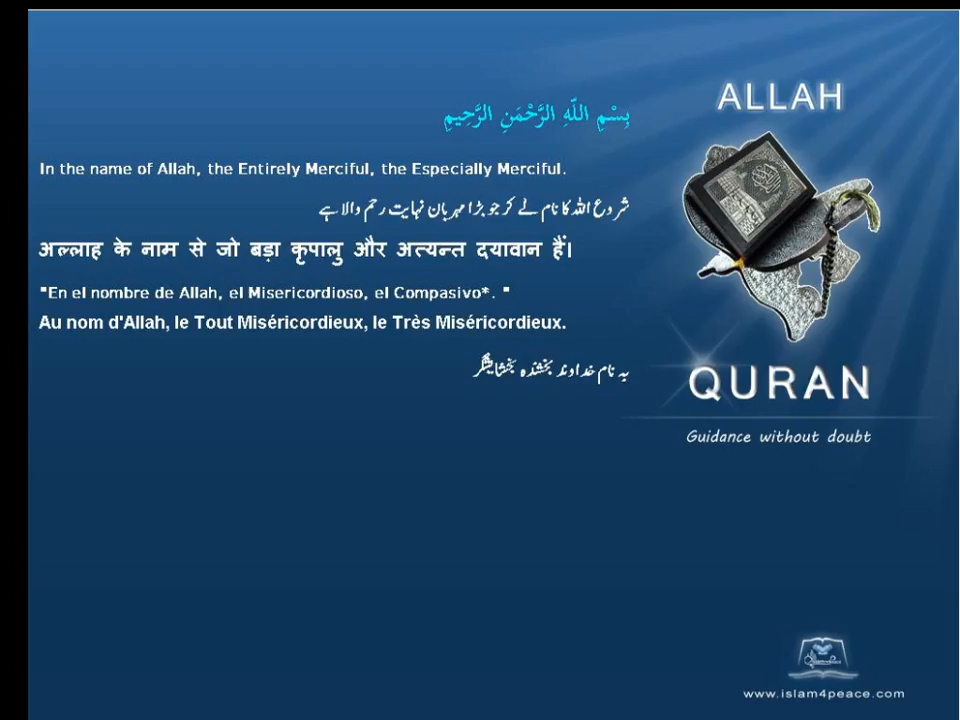 بِسْمِ اللَّهِ الرَّحْمَنِ الرَّحِيمِ
In the name of Allah, the Entirely Merciful, the Especially Merciful.
شروع اللہ کا نام لے کر جو بڑا مہربان نہایت رحم والا ہے
अल्लाह के नाम से जो बड़ा कृपालु और अत्यन्त दयावान हैं।
"En el nombre de Allah, el Misericordioso, el Compasivo*. "
Au nom d'Allah, le Tout Miséricordieux, le Très Miséricordieux.
به نام خداوند بخشنده بخشایشگر
ALLAH
QURAN
Guidance without doubt
www.islam4peace.com